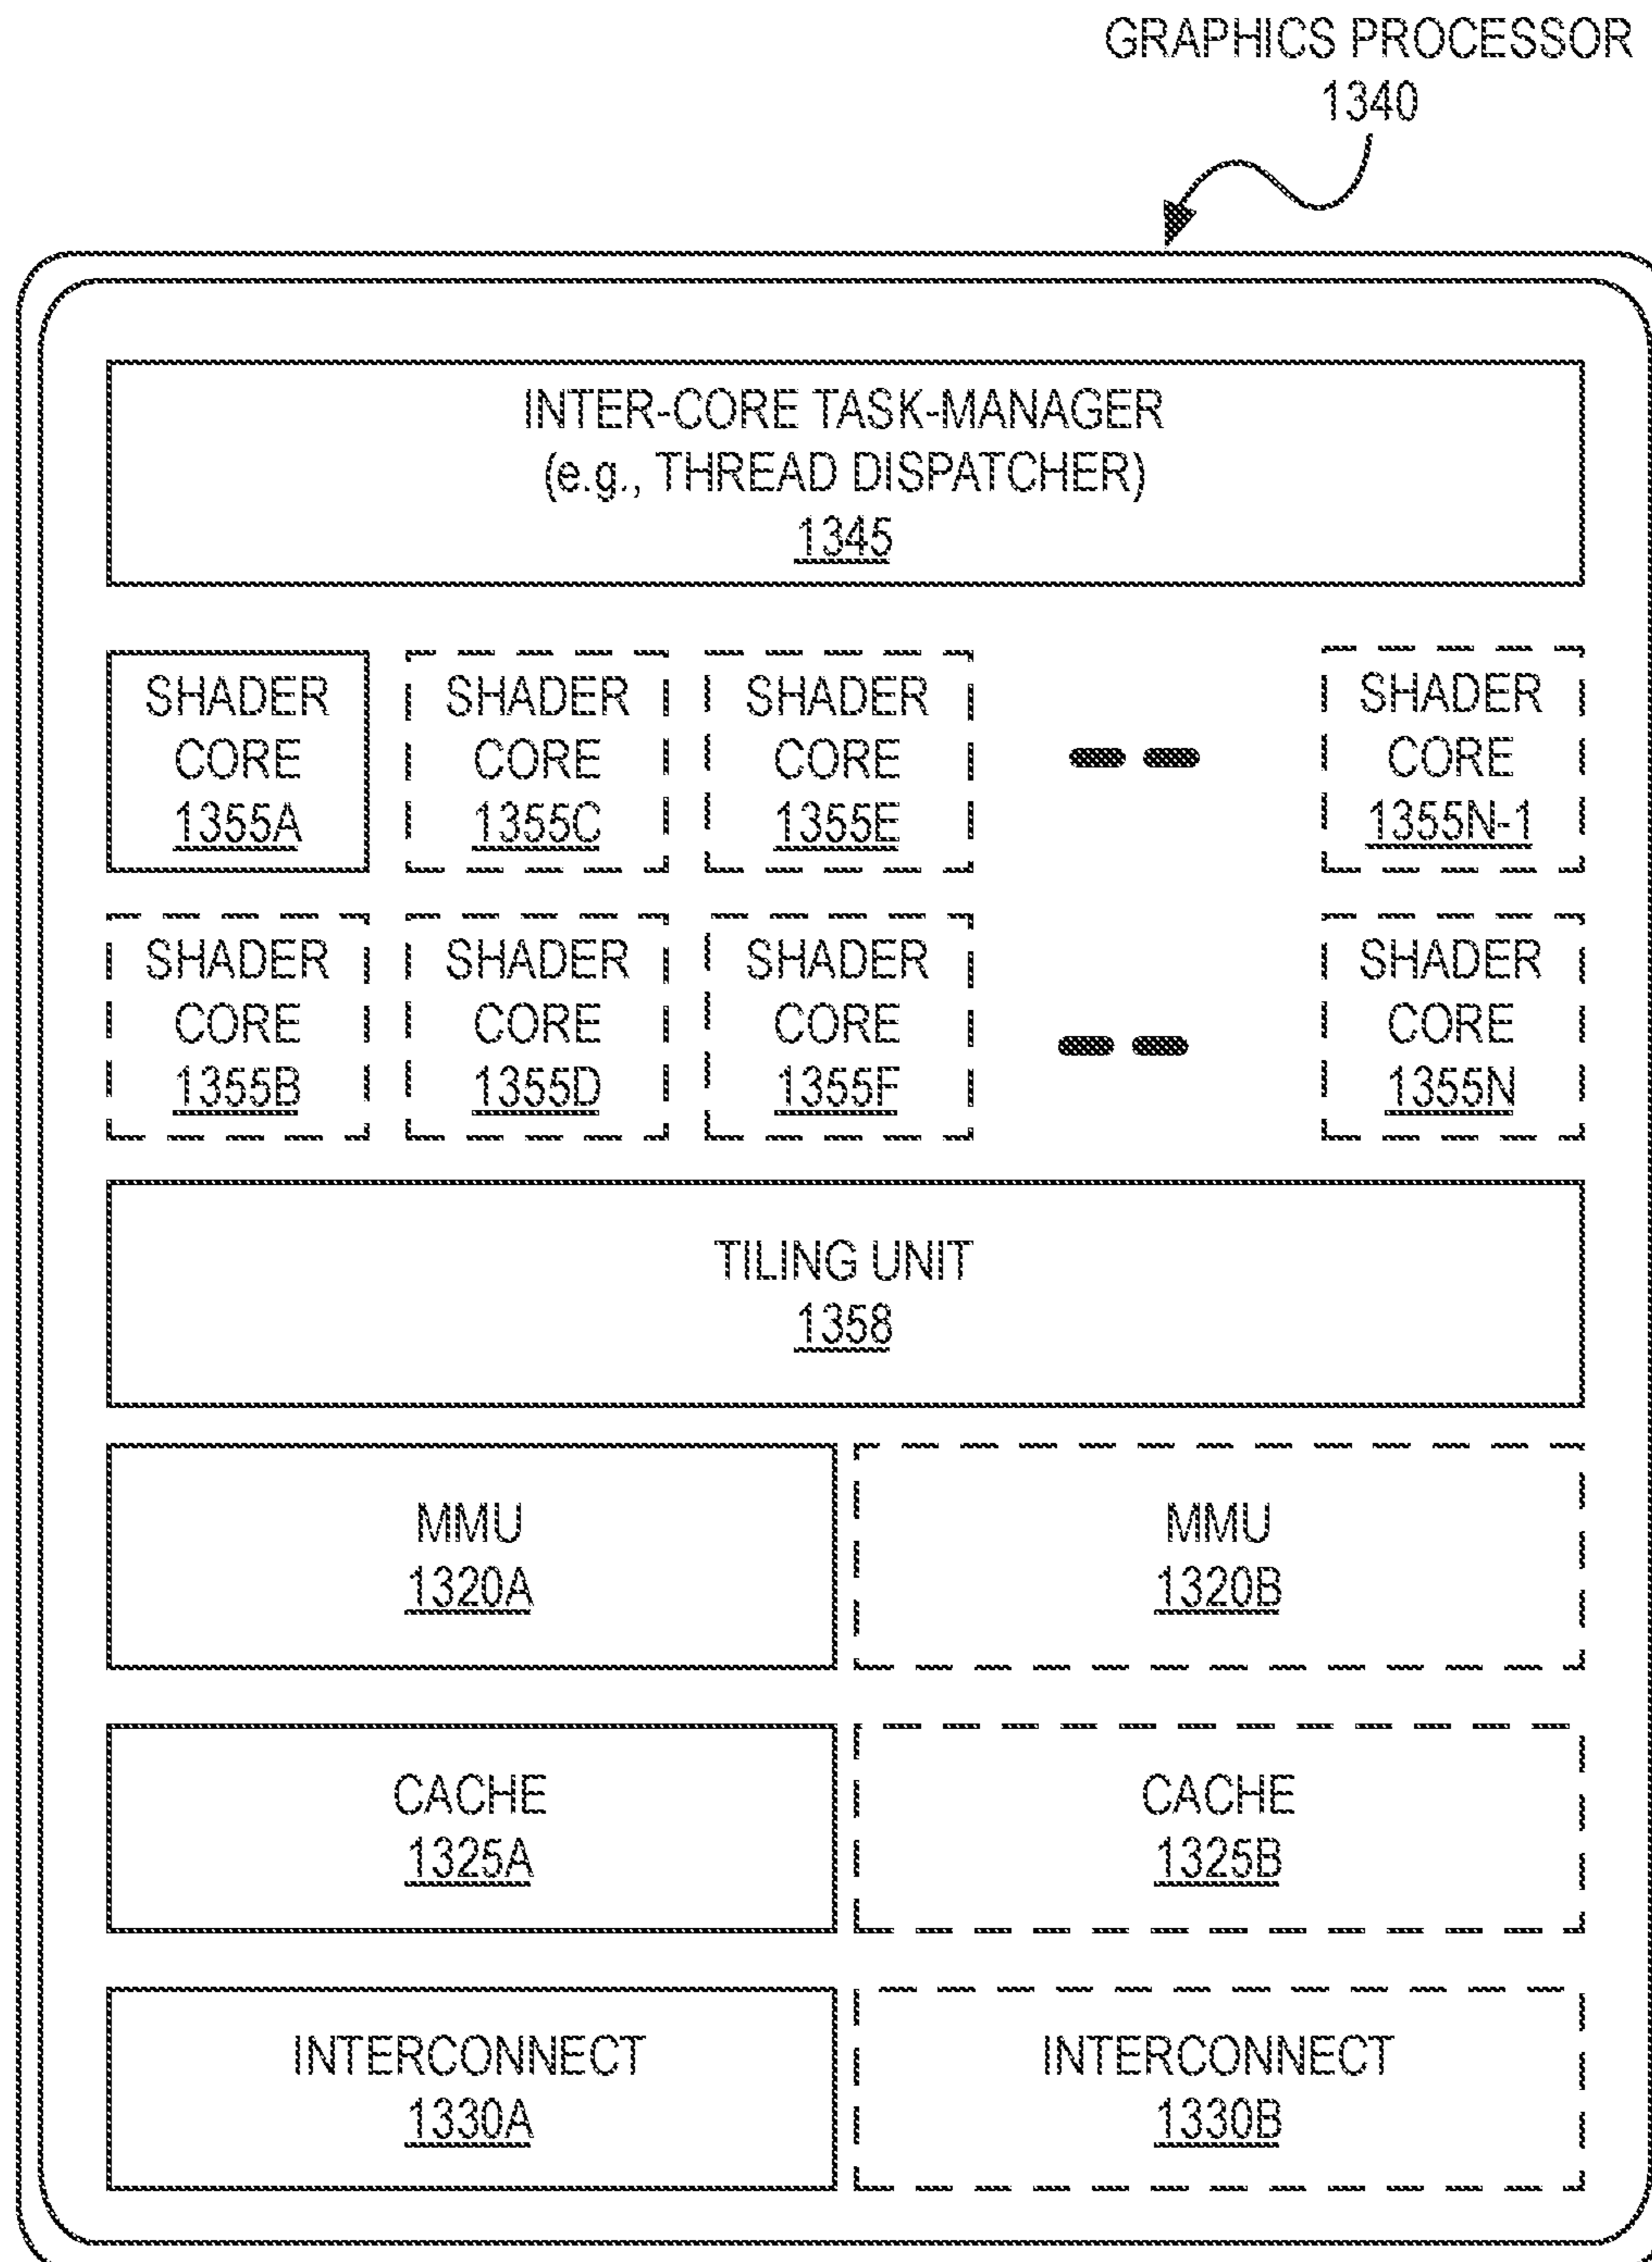 GRAPHICS PROCESSOR
1340
INTER-CORE TASK-MANAGER
(e.g., THREAD DISPATCHER)
1345
SHADER
CORE
1355A
SHADER
CORE
1355C
SHADER
CORE
1355E
SHADER
CORE
1355N-1
SHADER
CORE
1355B
SHADER
CORE
1355D
SHADER
CORE
1355F
SHADER
CORE
1355N
TILING UNIT
1358
MMU
1320A
MMU
1320B
CACHE
1325A
CACHE
1325B
INTERCONNECT
1330A
INTERCONNECT
1330B